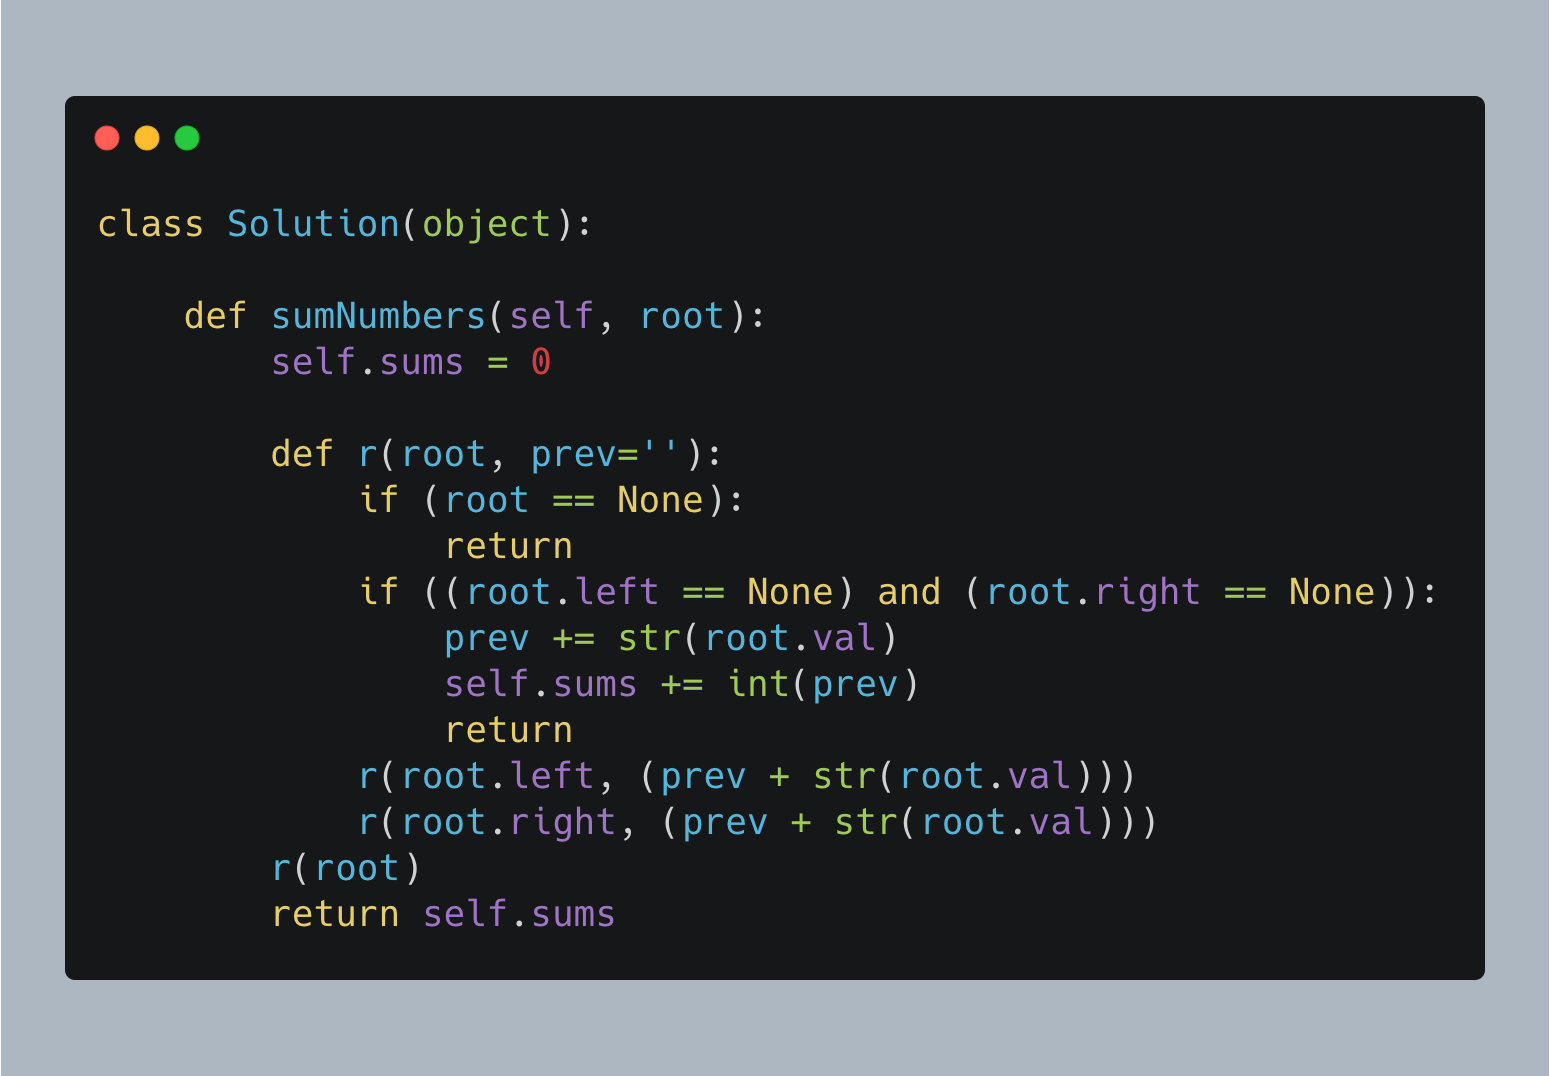 class Solution(object):

    def sumNumbers(self, root):
        self.sums = 0

        def r(root, prev=''):
            if (root == None):
                return
            if ((root.left == None) and (root.right == None)):
                prev += str(root.val)
                self.sums += int(prev)
                return
            r(root.left, (prev + str(root.val)))
            r(root.right, (prev + str(root.val)))
        r(root)
        return self.sums